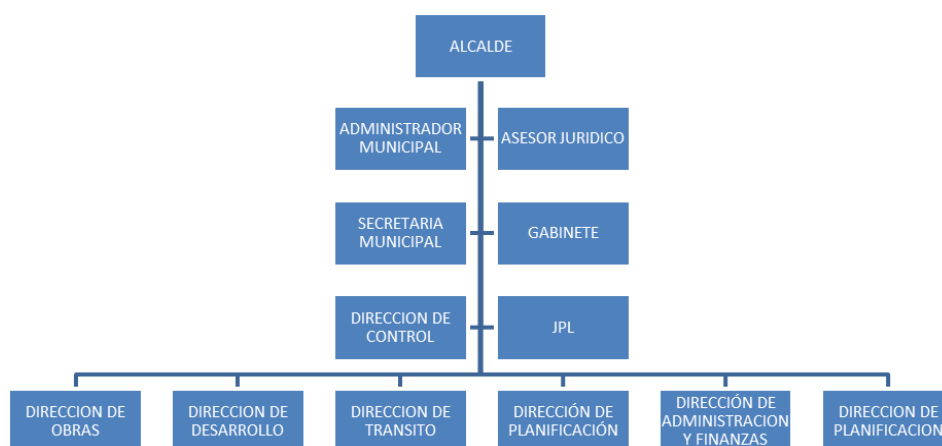 ALCALDE
ADMINISTRADOR
MUNICIPAL
ASESOR JURIDICO
SECRETARIA
MUNICIPAL
GABINETE
DIRECCION DE
CONTROL
JPL
DIRECCION DE
OBRAS
DIRECCION DE
DESARROLLO
DIRECCION DE
TRANSITO
DIRECCIÓN DE
PLANIFICACIÓN
DIRECCIÓN DE
ADMINISTRACION
Y FINANZAS
DIRECCION DE
PLANIFICACION